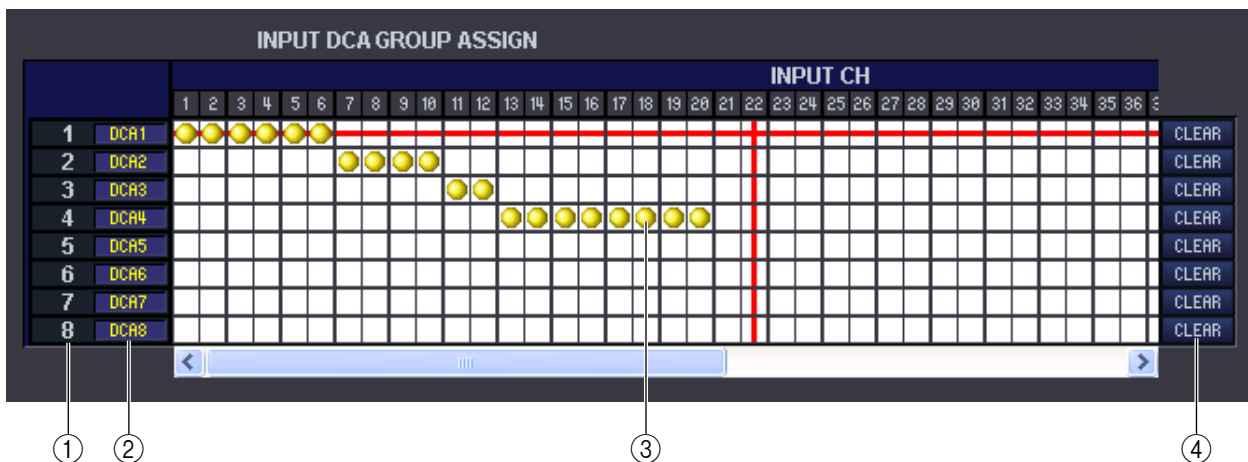 INPUT DCA GROUP ASSIGN
INPUT CH
1 2 3 4 5 6 7 8 9 10 11 12 13 14 15 16 17 18 19 20 21 22 23 24 25 26 27 28 29 30 31 32 33 34 35 36
1 DCA1 CLEAR
2 DCA2 CLEAR
3 DCA3 CLEAR
4 DCA4 CLEAR
5 DCA5 CLEAR
6 DCA6 CLEAR
7 DCA7 CLEAR
8 DCA8 CLEAR
① ② ③ ④